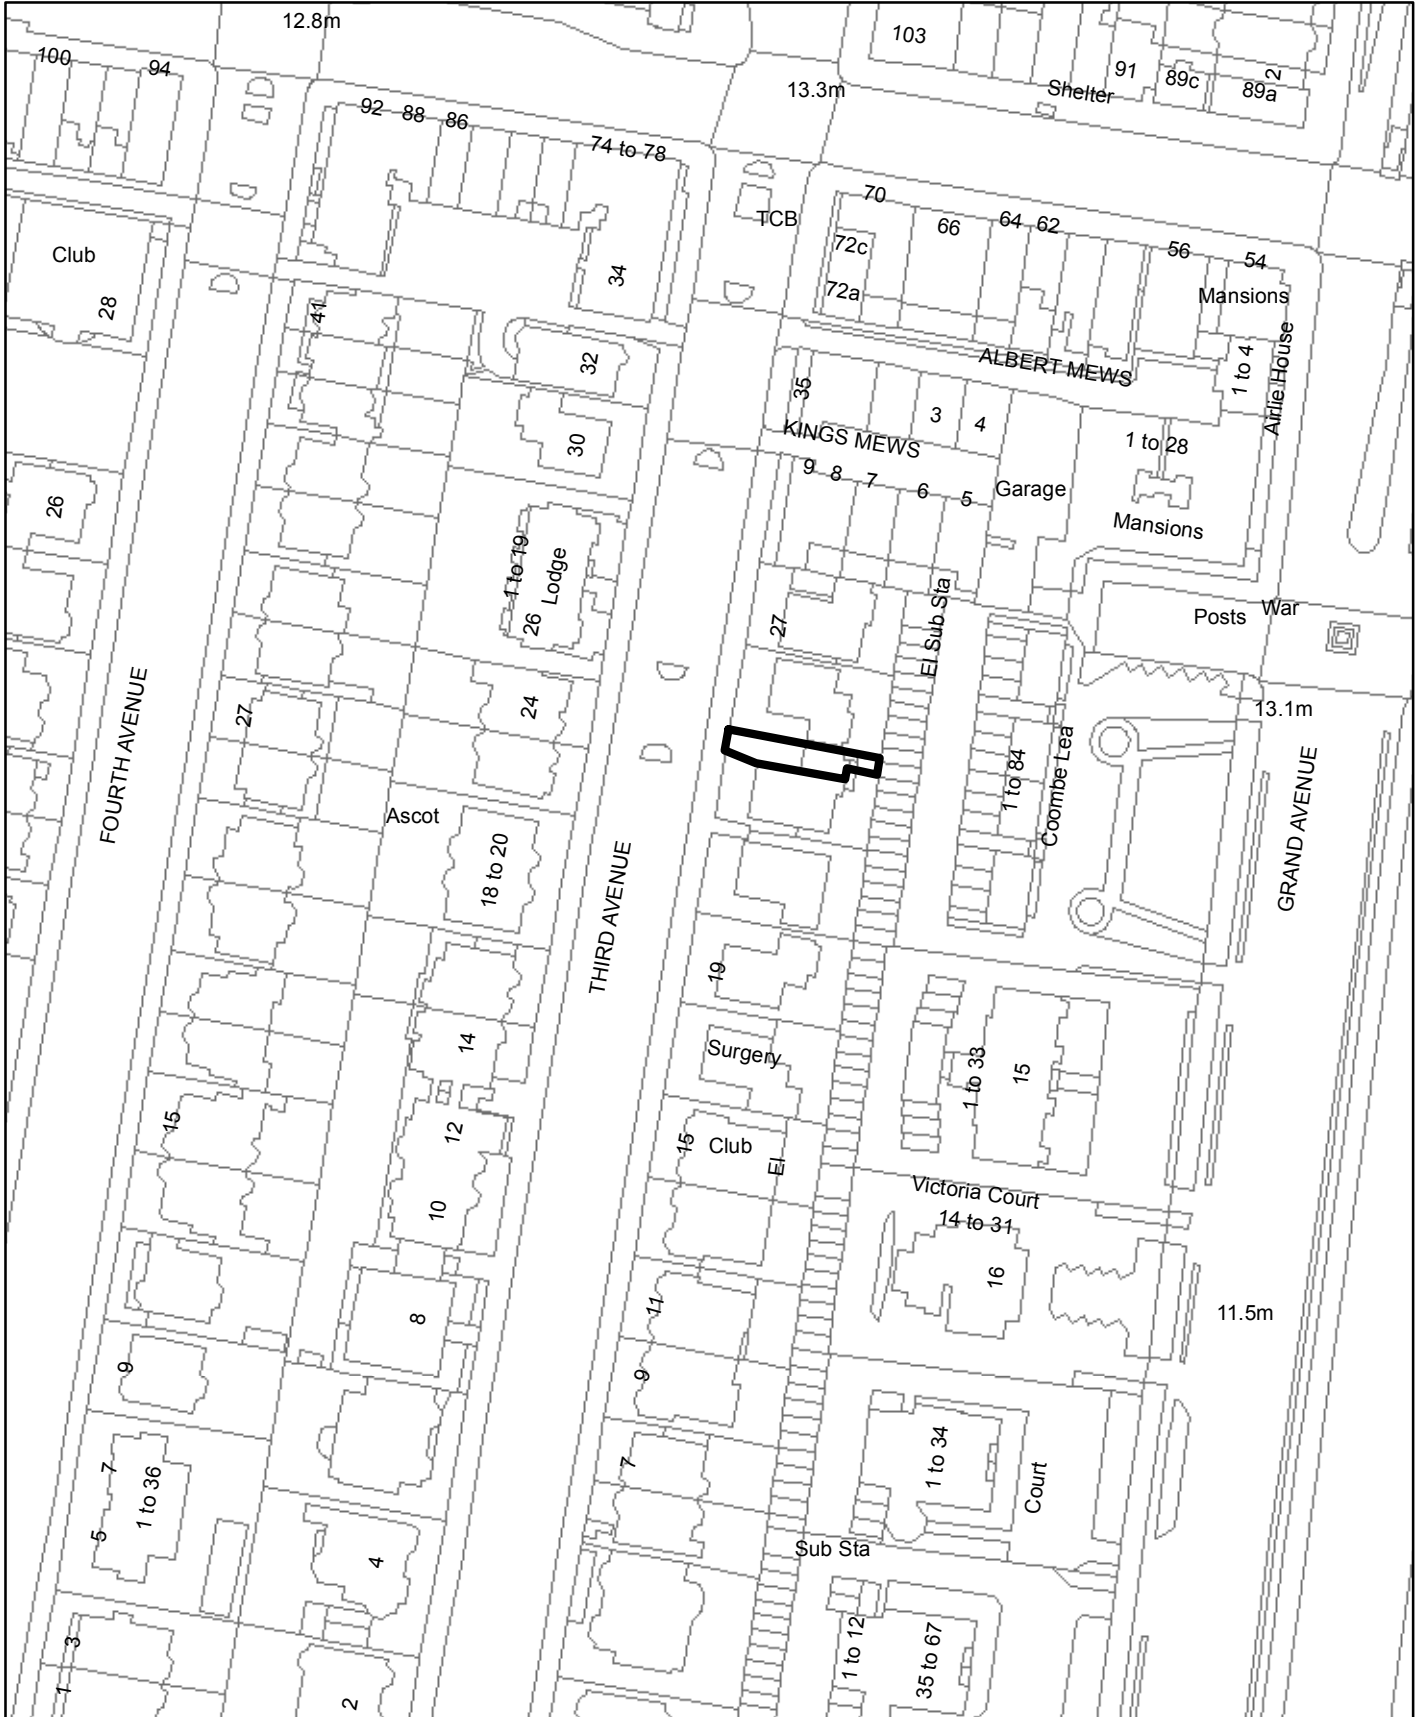 12.8m
103
100
94
13.3m
Shelter
91
89c
2
89a
92
88
86
74 to 78
TCB
70
66
64
62
56
54
72c
72a
Mansions
Club
28
34
41
32
30
35
ALBERT MEWS
3
4
1 to 4
Airlie House
KINGS MEWS
1 to 28
9
8
7
6
5
Garage
Mansions
26
1 to 19
Lodge
26
27
El Sub Sta
Posts
War
24
27
13.1m
FOURTH AVENUE
1 to 84
Coombe Lea
GRAND AVENUE
Ascot
18 to 20
THIRD AVENUE
19
14
Surgery
1 to 33
15
15
12
15
Club
El
10
Victoria Court
14 to 31
16
11
8
11.5m
9
9
7
1 to 36
5
7
1 to 34
Court
4
Sub Sta
3
1
2
1 to 12
35 to 67